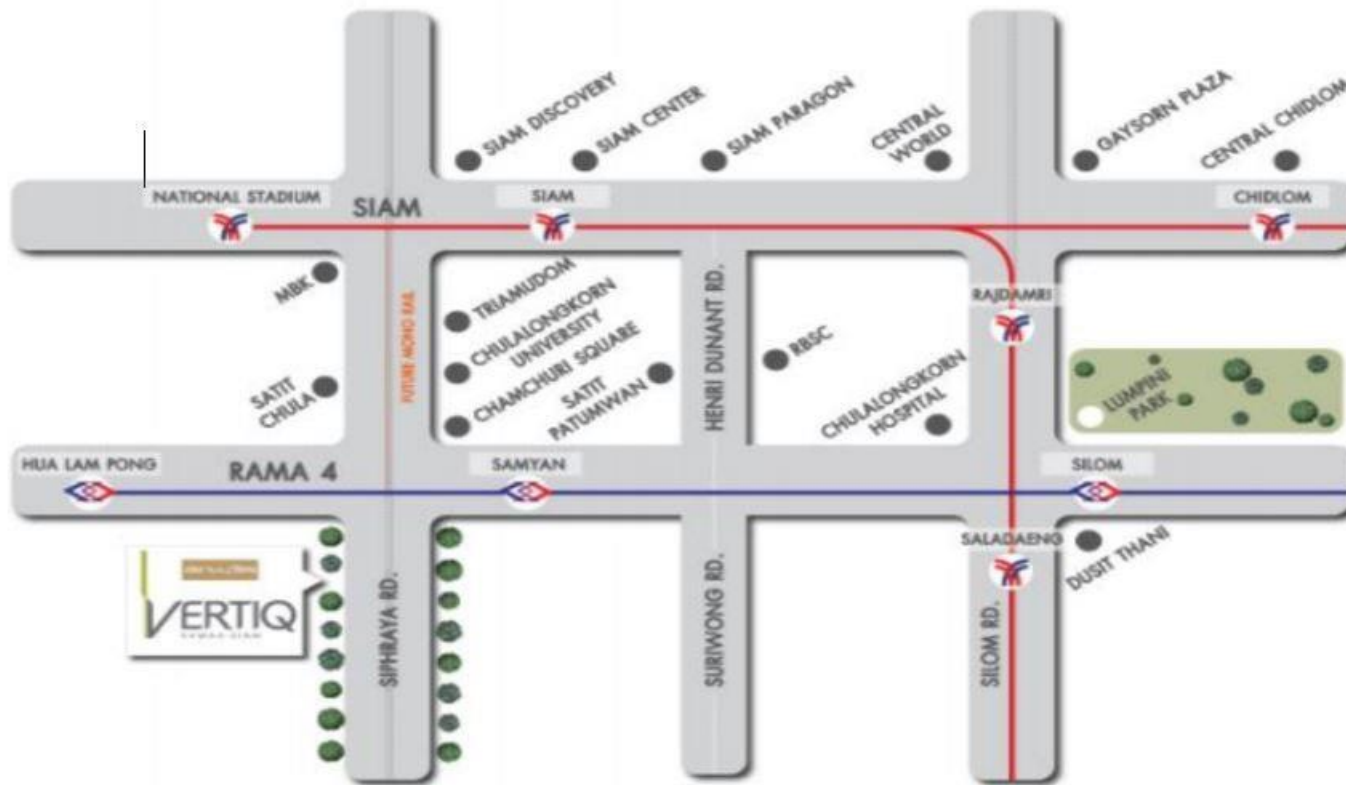 SIAM DISCOVERY
SIAM CENTER
SIAM PARAGON
CENTRAL
WORLD
GAYSORN PLAZA
CENTRAL CHIDLOM
NATIONAL STADIUM
SIAM
SIAM
CHIDLOM
MBK
FUTURE MONO RAIL
TRIAMUDOM
CHULALONGKORN
UNIVERSITY
CHAMCHURI SQUARE
SATIT
PATUMWAN
HENRI DUNANT RD.
RBSC
RAJDAMRI
CHULALONGKORN
HOSPITAL
LUMPINI
PARK
SATIT
CHULA
HUA LAM PONG
RAMA 4
SAMYAN
SILOM
SALADAENG
DUSIT THANI
VERTIQ
SIPHRAYA RD.
SURIWONG RD.
SILOM RD.